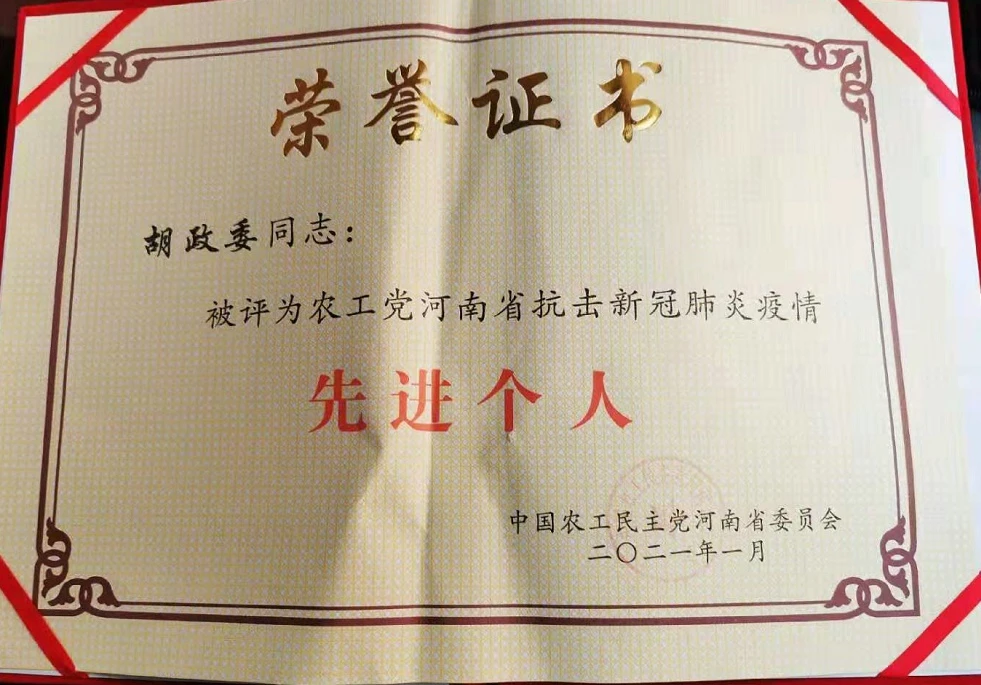 荣誉证书
胡政委同志：
被评为农工党河南省抗击新冠肺炎疫情
先进个人
中国农工民主党河南省委员会
二〇二一年一月